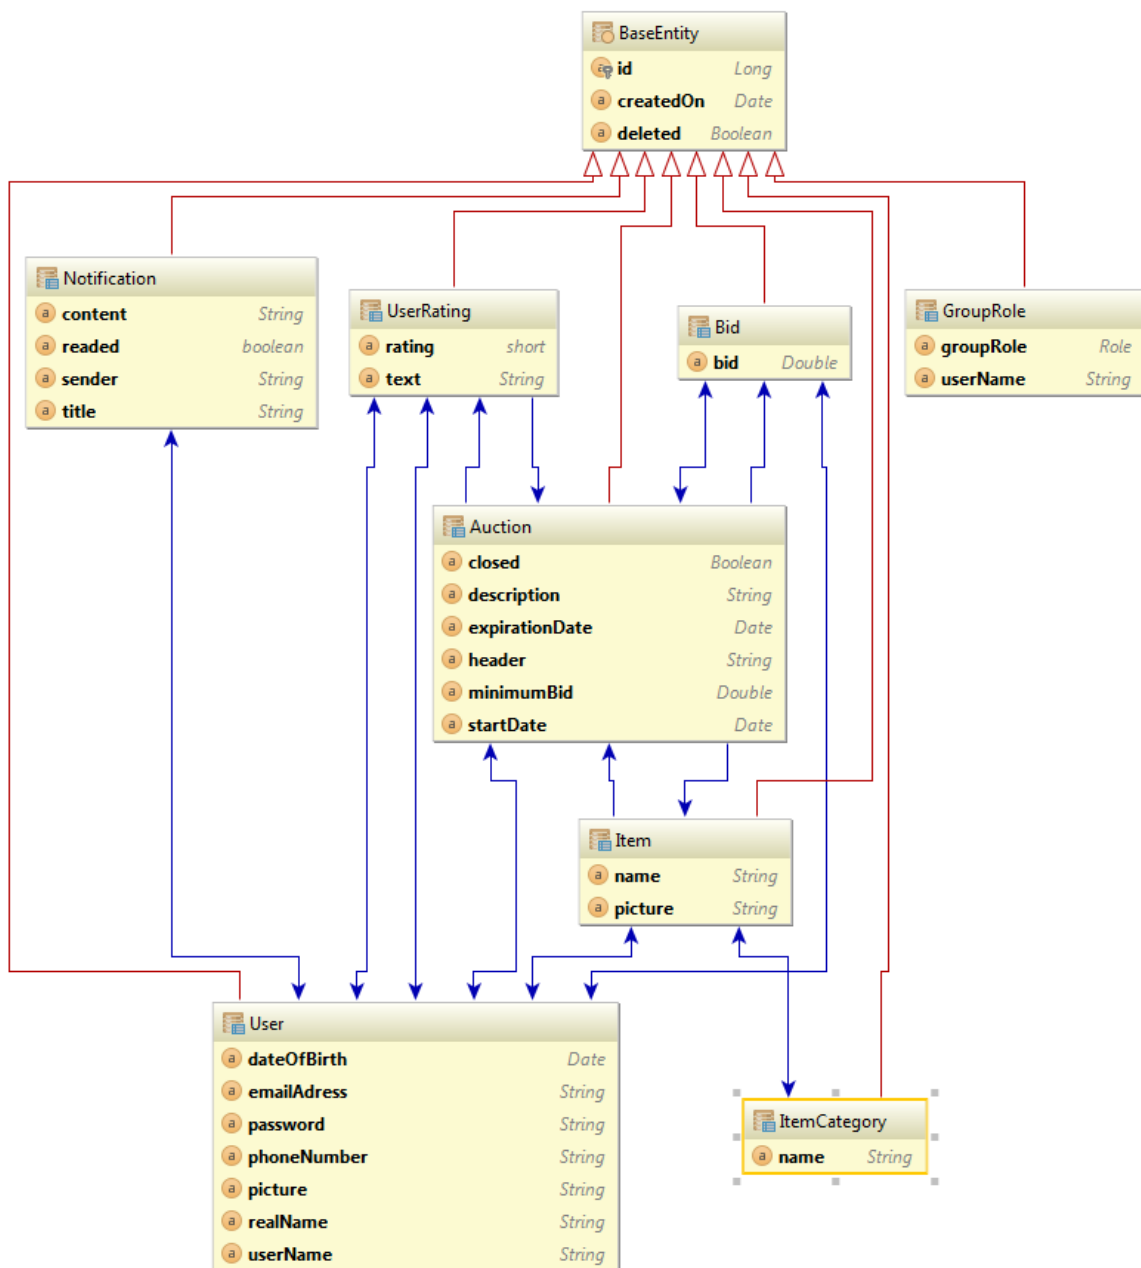 BaseEntity
id Long
createdOn Date
deleted Boolean
Notification
content String
readed boolean
sender String
title String
UserRating
rating short
text String
Bid
bid Double
GroupRole
groupRole Role
userName String
Auction
closed Boolean
description String
expirationDate Date
header String
minimumBid Double
startDate Date
Item
name String
picture String
User
dateOfBirth Date
emailAdress String
password String
phoneNumber String
picture String
realName String
userName String
ItemCategory
name String